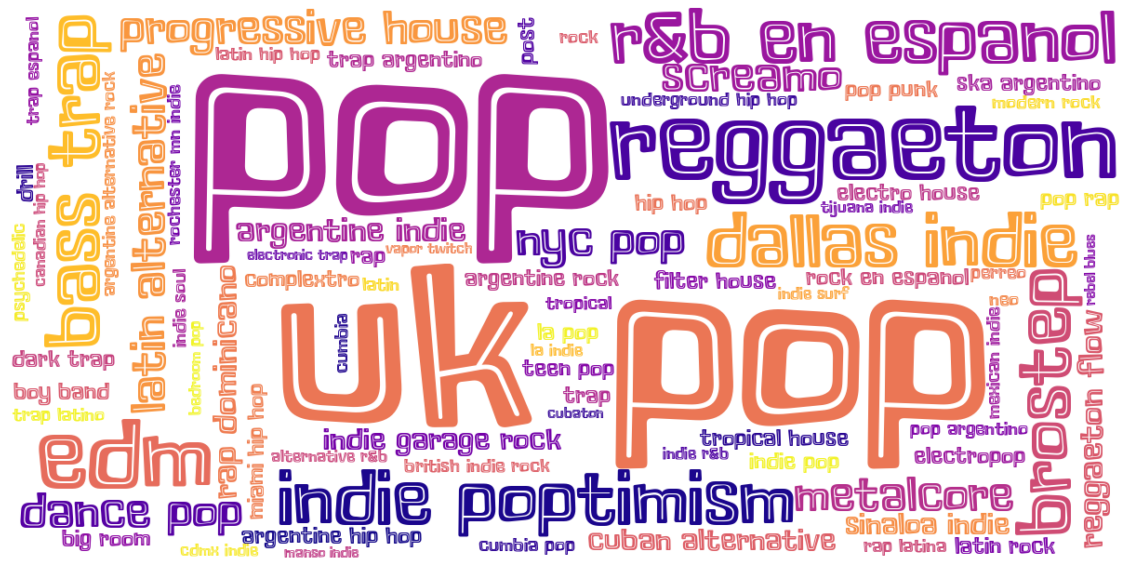 trap espanol
bass trap
progressive house
latin hip hop
trap argentino
post
rock
r&b en espanol
screamo
pop punk
ska argentino
underground hip hop
modern rock
argentine alternative rock
latin alternative
rochester mn indie
pop
reggaeton
drill
canadian hip hop
psychedelic
hip hop
electro house
tijuana indie
pop rap
argentine indie
electronic trap
rap
vapor twitch
nyc pop
dallas indie
complextro
latin
argentine rock
filter house
rock en espanol
perreo
rebel blues
indie soul
bedroom pop
rap dominicano
cumbia
uk pop
tropical
indie surf
neo
la pop
la indie
teen pop
trap
cubaton
mexican indie
brostep
reggaeton flow
dark trap
boy band
trap latino
edm
miami hip hop
indie garage rock
alternative r&b
british indie rock
tropical house
indie r&b
indie pop
pop argentino
electropop
dance pop
big room
indie poptimism
metalcore
argentine hip hop
cdmx indie
manso indie
cumbia pop
cuban alternative
sinaloa indie
rap latina
latin rock